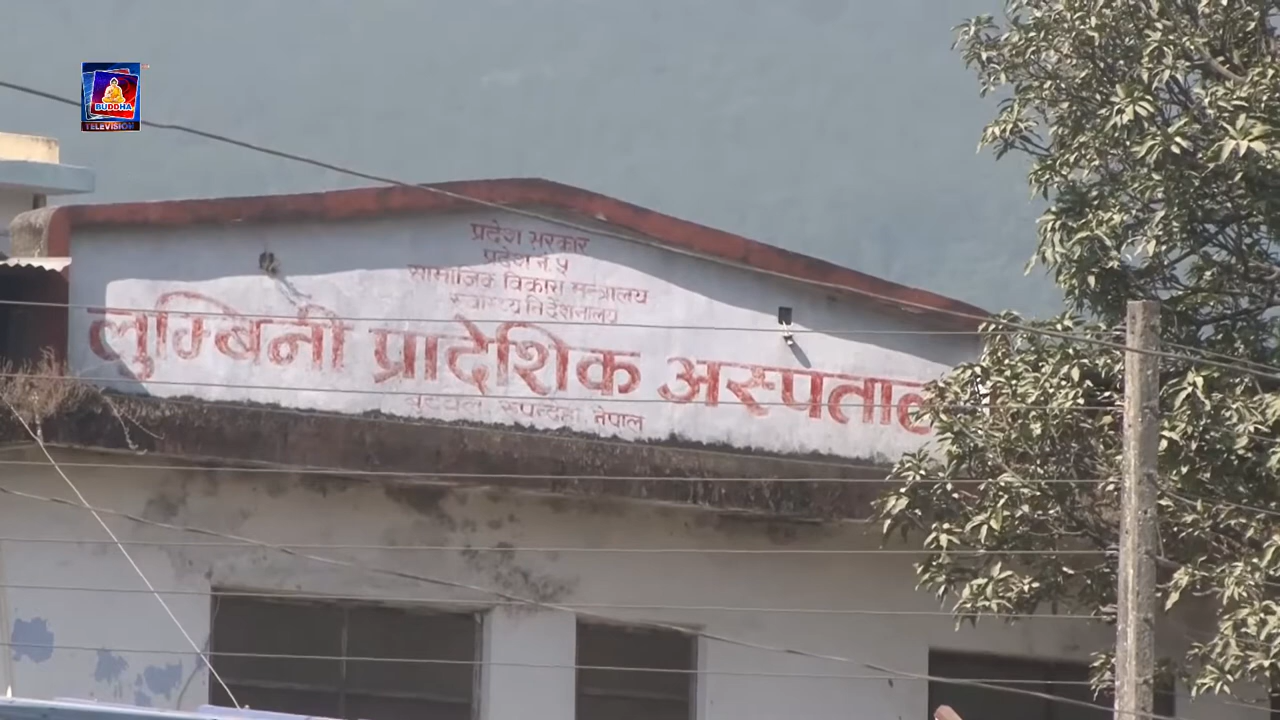 BUDDHA
TELEVISION
प्रदेश सरकार
प्रदेश नं. ५
सामाजिक विकास मन्त्रालय
स्वास्थ्य निर्देशनालय
लुम्बिनी प्रादेशिक अस्पताल
बुटवल, रूपन्देही, नेपाल